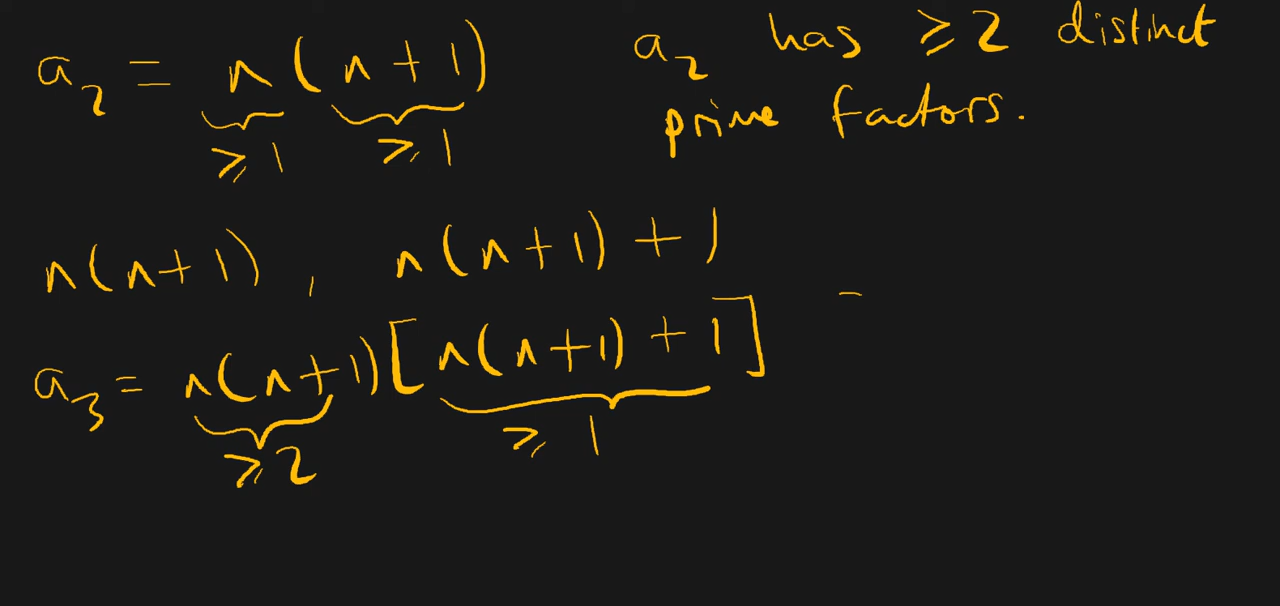 a₂ = n(n+1) a₂ has ⩾2 distinct
⩾1 ⩾1 prime factors.
n(n+1), n(n+1)+1
a₃ = n(n+1)[n(n+1)+1]
⩾2 ⩾1